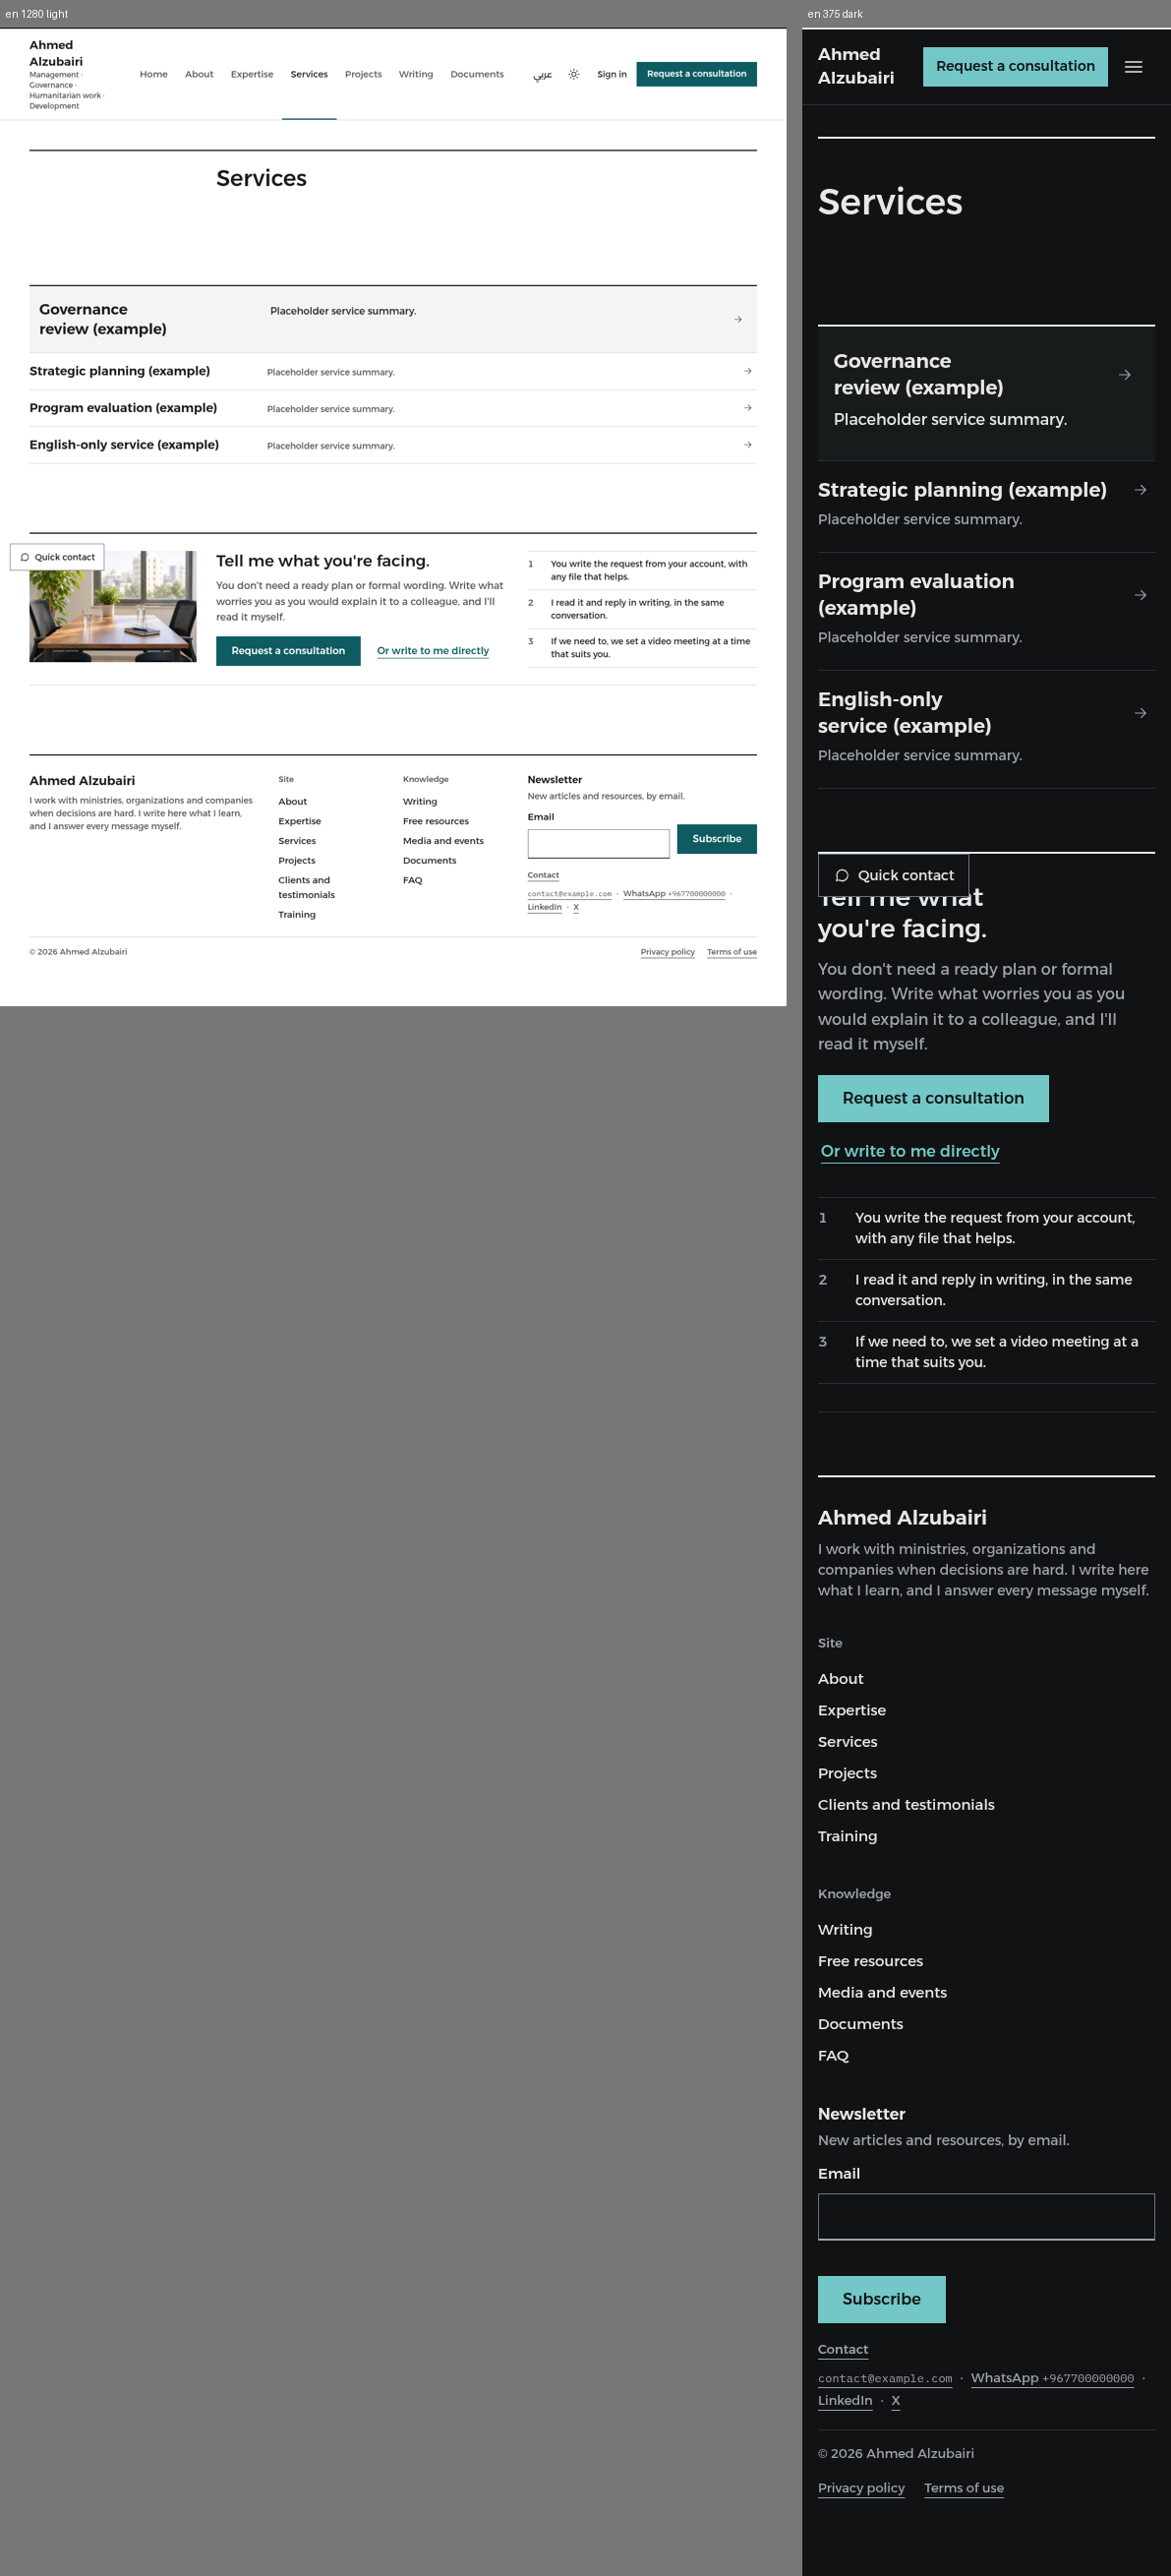 en 1280 light
Ahmed
Alzubairi
Management ·
Governance ·
Humanitarian work ·
Development
Home
About
Expertise
Services
Projects
Writing
Documents
عربي
Sign in
Request a consultation
Services
Governance
review (example)
Placeholder service summary.
Strategic planning (example)
Placeholder service summary.
Program evaluation (example)
Placeholder service summary.
English-only service (example)
Placeholder service summary.
Quick contact
Tell me what you're facing.
You don't need a ready plan or formal wording. Write what
worries you as you would explain it to a colleague, and I'll
read it myself.
Request a consultation
Or write to me directly
1 You write the request from your account, with
any file that helps.
2 I read it and reply in writing, in the same
conversation.
3 If we need to, we set a video meeting at a time
that suits you.
Ahmed Alzubairi
I work with ministries, organizations and companies
when decisions are hard. I write here what I learn,
and I answer every message myself.
Site
About
Expertise
Services
Projects
Clients and
testimonials
Training
Knowledge
Writing
Free resources
Media and events
Documents
FAQ
Newsletter
New articles and resources, by email.
Email
Subscribe
Contact
contact@example.com · WhatsApp +967700000000 ·
LinkedIn · X
© 2026 Ahmed Alzubairi
Privacy policy
Terms of use
en 375 dark
Ahmed
Alzubairi
Request a consultation
Services
Governance
review (example)
Placeholder service summary.
Strategic planning (example)
Placeholder service summary.
Program evaluation
(example)
Placeholder service summary.
English-only
service (example)
Placeholder service summary.
Quick contact
Tell me what
you're facing.
You don't need a ready plan or formal
wording. Write what worries you as you
would explain it to a colleague, and I'll
read it myself.
Request a consultation
Or write to me directly
1 You write the request from your account,
with any file that helps.
2 I read it and reply in writing, in the same
conversation.
3 If we need to, we set a video meeting at a
time that suits you.
Ahmed Alzubairi
I work with ministries, organizations and
companies when decisions are hard. I write here
what I learn, and I answer every message myself.
Site
About
Expertise
Services
Projects
Clients and testimonials
Training
Knowledge
Writing
Free resources
Media and events
Documents
FAQ
Newsletter
New articles and resources, by email.
Email
Subscribe
Contact
contact@example.com · WhatsApp +967700000000 ·
LinkedIn · X
© 2026 Ahmed Alzubairi
Privacy policy
Terms of use